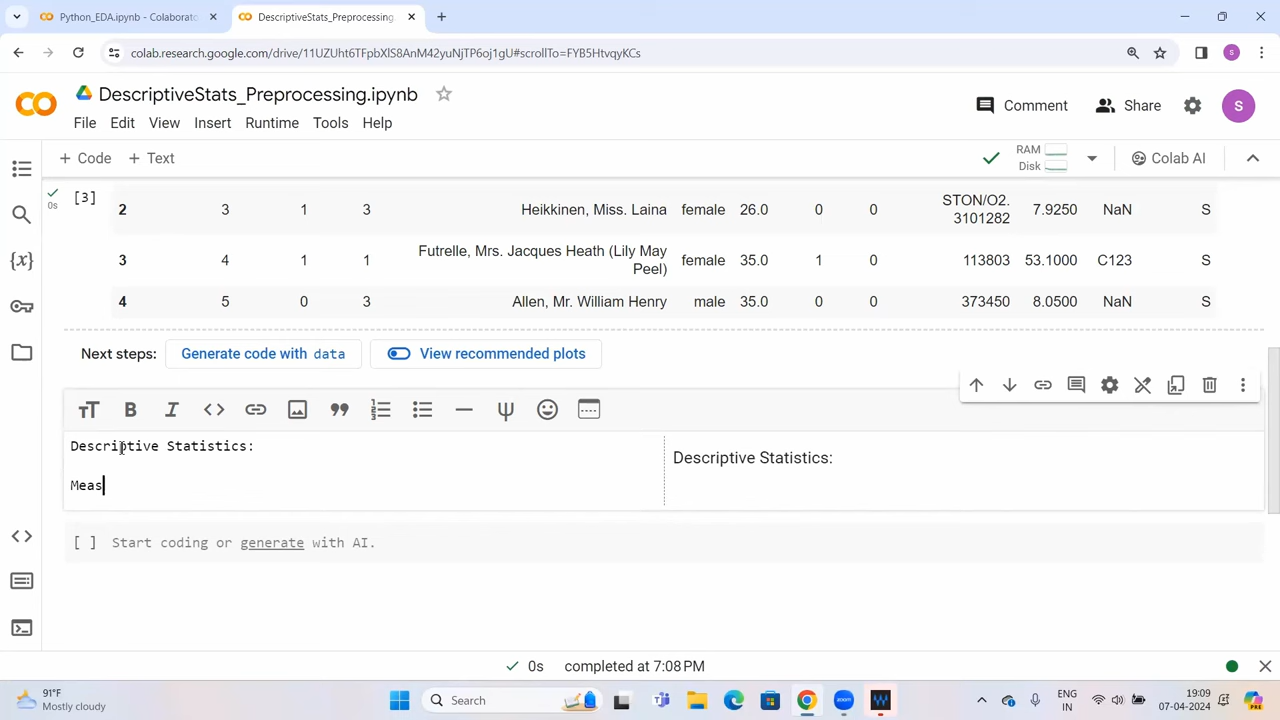 Python_EDA.ipynb - Colaborato
DescriptiveStats_Preprocessing.
colab.research.google.com/drive/11UZUht6TFpbXlS8AnM42yuNjTP6oj1gU#scrollTo=FYB5HtvqyKCs
S
DescriptiveStats_Preprocessing.ipynb
Comment
Share
S
File Edit View Insert Runtime Tools Help
+ Code + Text
RAM
Disk
Colab AI
[3]
0s
2 3 1 3 Heikkinen, Miss. Laina female 26.0 0 0 STON/O2. 3101282 7.9250 NaN S
3 4 1 1 Futrelle, Mrs. Jacques Heath (Lily May Peel) female 35.0 1 0 113803 53.1000 C123 S
4 5 0 3 Allen, Mr. William Henry male 35.0 0 0 373450 8.0500 NaN S
Next steps: Generate code with data View recommended plots
Descriptive Statistics:
Meas
Descriptive Statistics:
[ ] Start coding or generate with AI.
0s completed at 7:08 PM
91°F
Mostly cloudy
Search
ENG
IN
19:09
07-04-2024